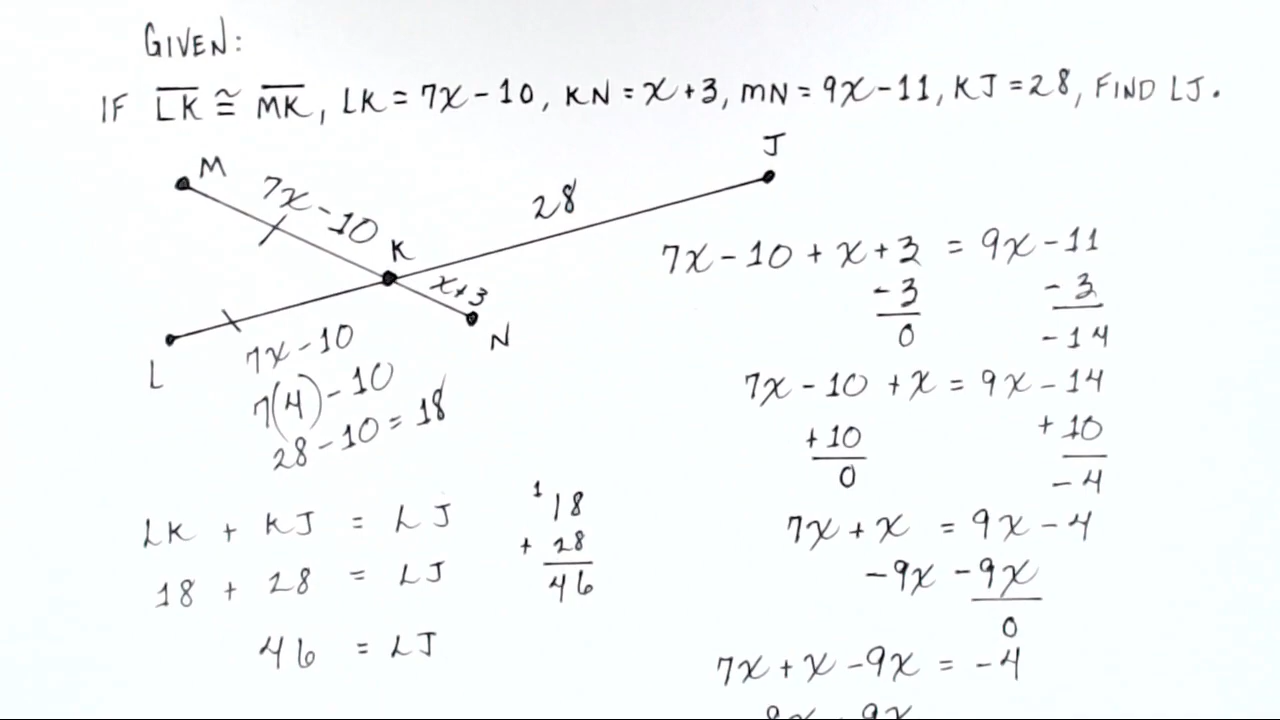 GIVEN:
IF LK ≅ MK, LK = 7x - 10, KN = x + 3, MN = 9x - 11, KJ = 28, FIND LJ.
M
7x - 10
K
28
J
x + 3
N
L
7x - 10
7(4) - 10
28 - 10 = 18
LK + KJ = LJ
18 + 28 = LJ
46 = LJ
1
18
+ 28
46
7x - 10 + x + 3 = 9x - 11
- 3 - 3
0 - 14
7x - 10 + x = 9x - 14
+ 10 + 10
0 - 4
7x + x = 9x - 4
- 9x - 9x
0
7x + x - 9x = - 4